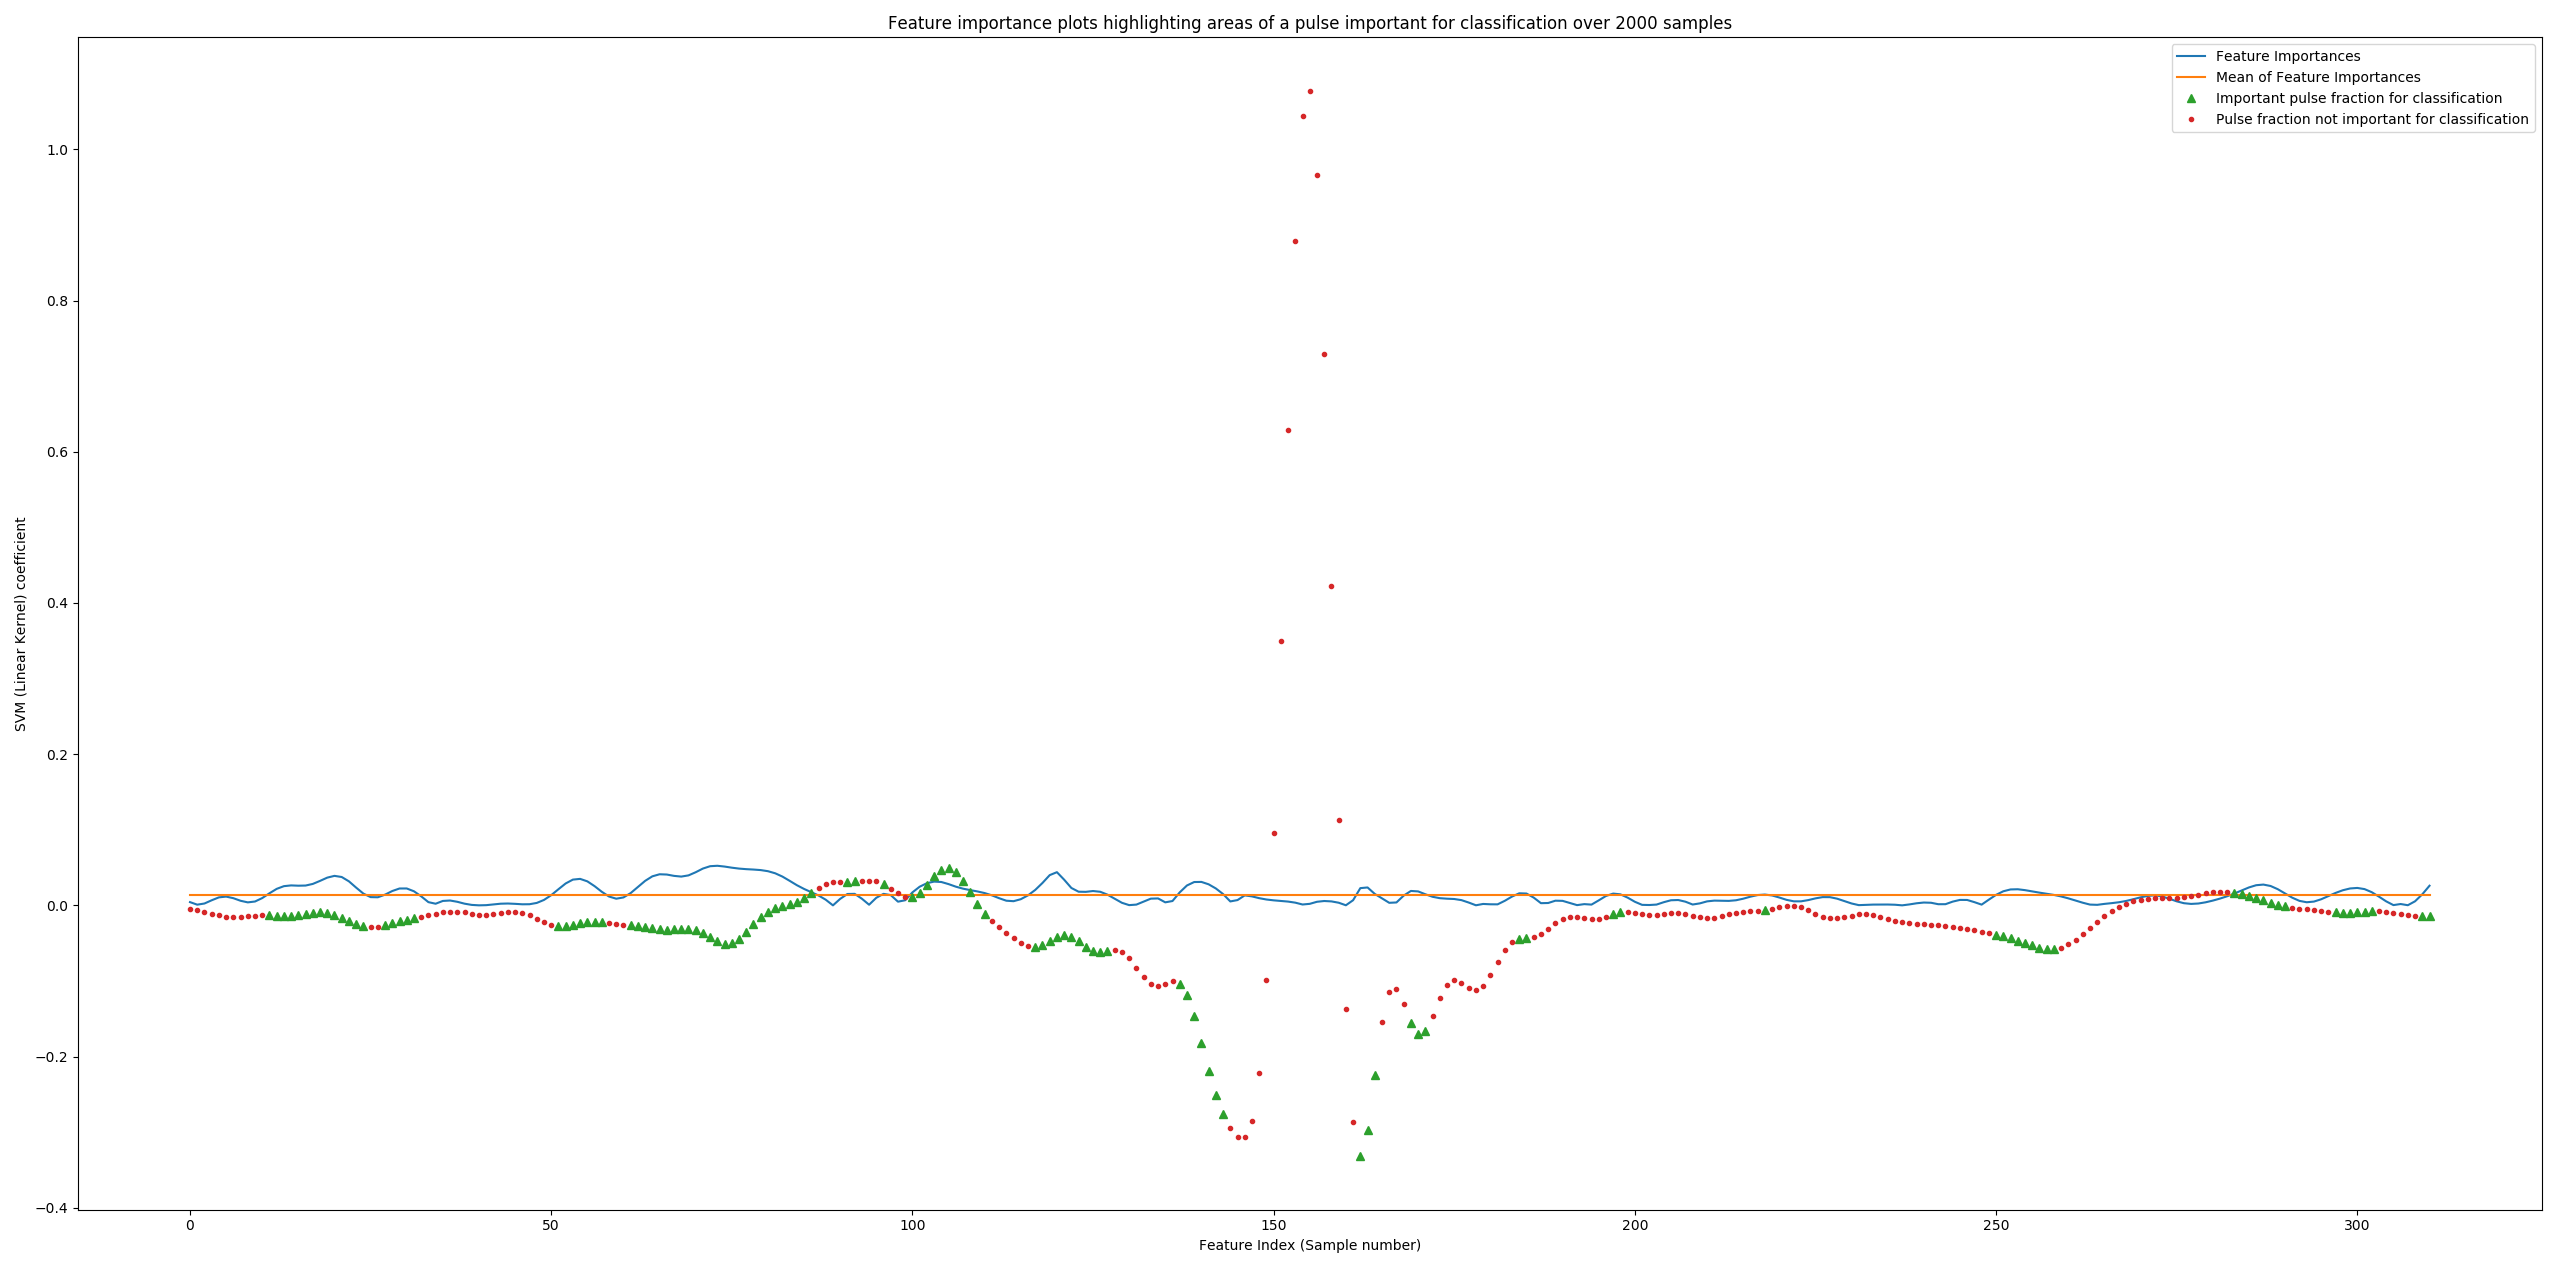 Feature importance plots highlighting areas of a pulse important for classification over 2000 samples
Feature Importances
Mean of Feature Importances
Important pulse fraction for classification
Pulse fraction not important for classification
SVM (Linear Kernel) coefficient
1.0
0.8
0.6
0.4
0.2
0.0
−0.2
−0.4
0 50 100 150 200 250 300
Feature Index (Sample number)